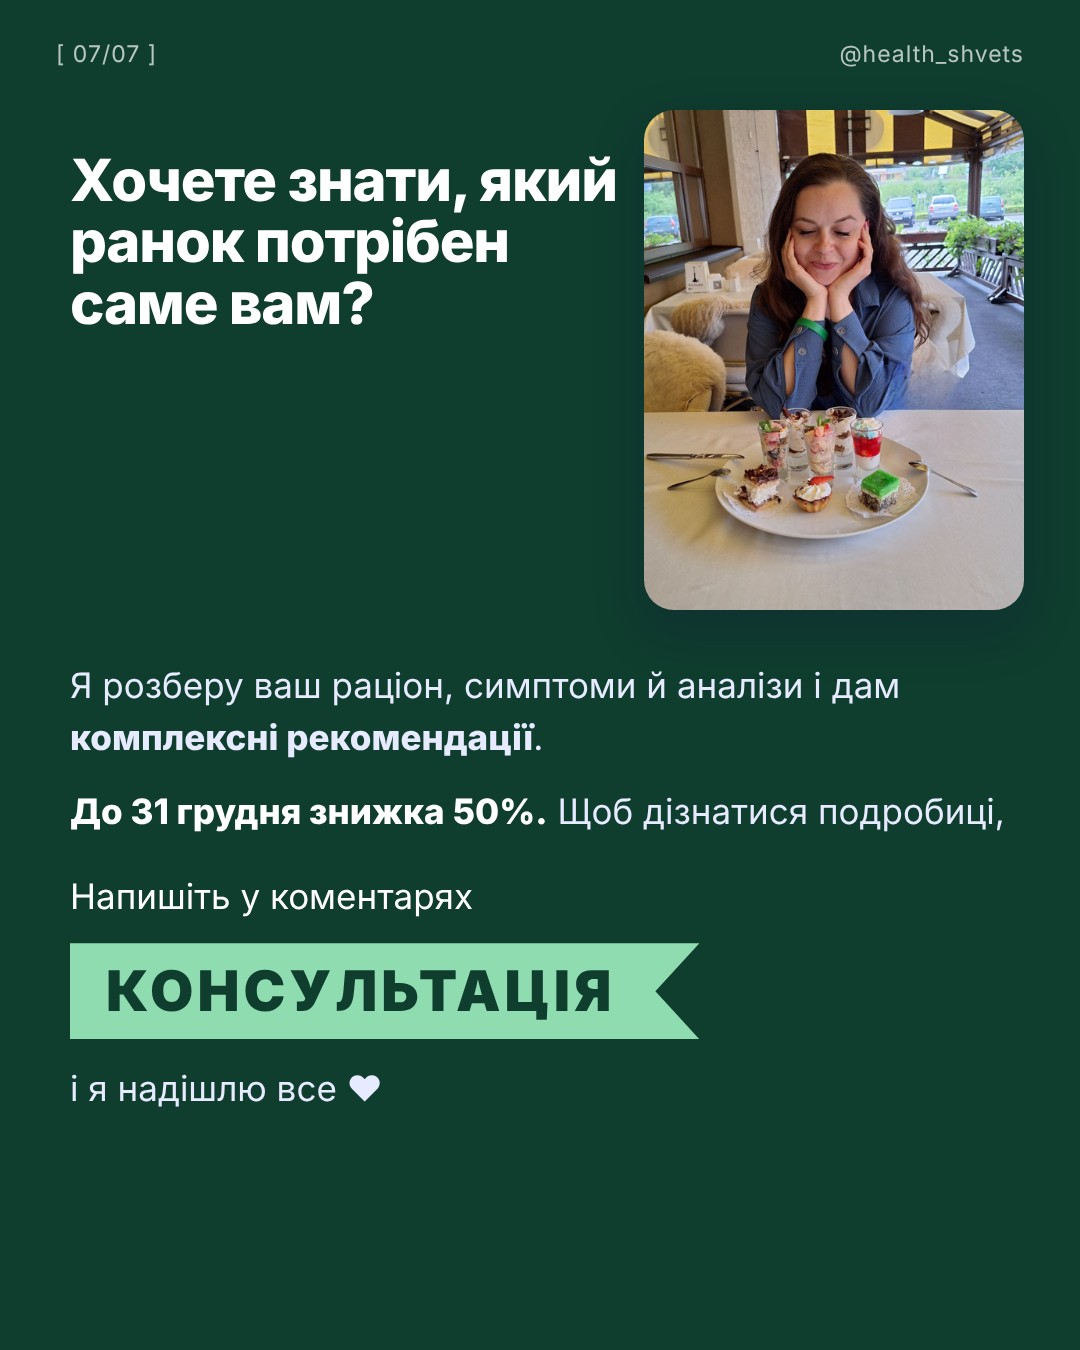 [ 07/07 ]
@health_shvets
Хочете знати, який
ранок потрібен
саме вам?
Я розберу ваш раціон, симптоми й аналізи і дам
комплексні рекомендації.
До 31 грудня знижка 50%. Щоб дізнатися подробиці,
Напишіть у коментарях
КОНСУЛЬТАЦІЯ
і я надішлю все ♥